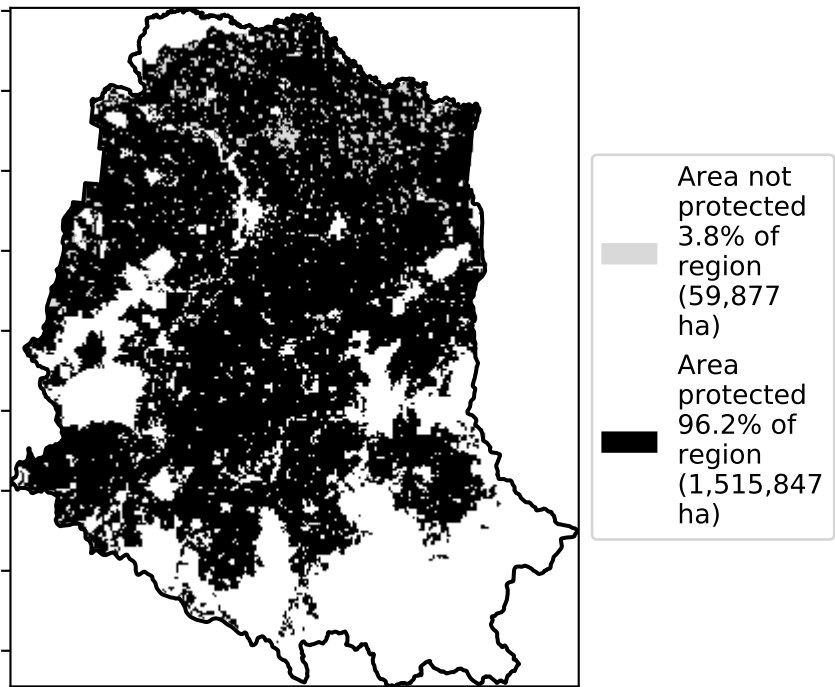 Area not
protected
3.8% of
region
(59,877
ha)
Area
protected
96.2% of
region
(1,515,847
ha)